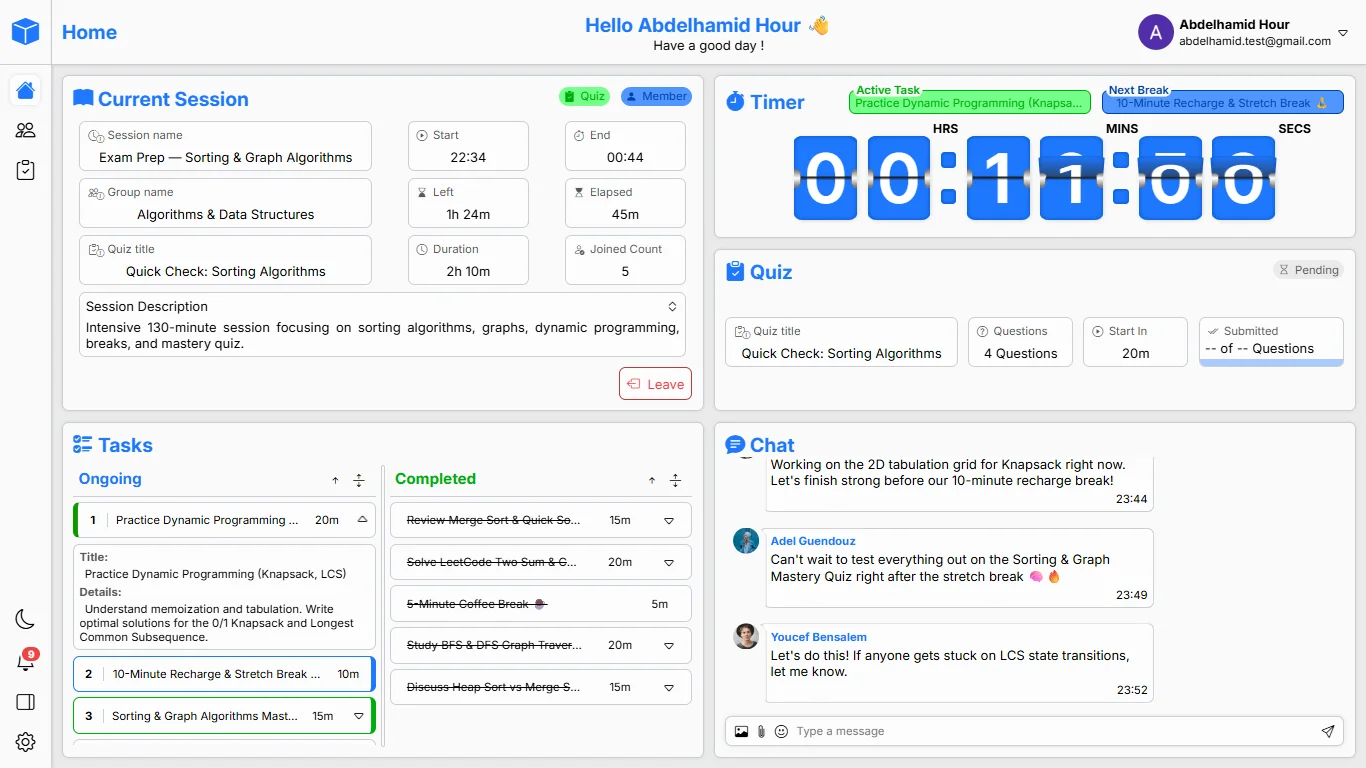 Home
Hello Abdelhamid Hour 👋
Have a good day !
A
Abdelhamid Hour
abdelhamid.test@gmail.com
Current Session
Quiz
Member
Session name
Exam Prep — Sorting & Graph Algorithms
Start
22:34
End
00:44
Group name
Algorithms & Data Structures
Left
1h 24m
Elapsed
45m
Quiz title
Quick Check: Sorting Algorithms
Duration
2h 10m
Joined Count
5
Session Description
Intensive 130-minute session focusing on sorting algorithms, graphs, dynamic programming,
breaks, and mastery quiz.
Leave
Timer
Active Task
Practice Dynamic Programming (Knapsa...
Next Break
10-Minute Recharge & Stretch Break 🧘
HRS
MINS
SECS
00:1
Quiz
Pending
Quiz title
Quick Check: Sorting Algorithms
Questions
4 Questions
Start In
20m
Submitted
-- of -- Questions
Tasks
Ongoing
1
Practice Dynamic Programming ...
20m
Title:
Practice Dynamic Programming (Knapsack, LCS)
Details:
Understand memoization and tabulation. Write
optimal solutions for the 0/1 Knapsack and Longest
Common Subsequence.
2
10-Minute Recharge & Stretch Break ...
10m
3
Sorting & Graph Algorithms Mast...
15m
Completed
Review Merge Sort & Quick So...
15m
Solve LeetCode Two Sum & C...
20m
5-Minute Coffee Break
5m
Study BFS & DFS Graph Traver...
20m
Discuss Heap Sort vs Merge S...
15m
Chat
Working on the 2D tabulation grid for Knapsack right now.
Let's finish strong before our 10-minute recharge break!
23:44
Adel Guendouz
Can't wait to test everything out on the Sorting & Graph
Mastery Quiz right after the stretch break 🧠 🔥
23:49
Youcef Bensalem
Let's do this! If anyone gets stuck on LCS state transitions,
let me know.
23:52
Type a message
9